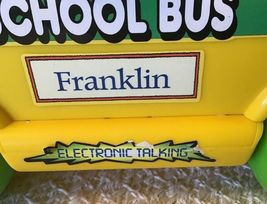 SCHOOL BUS
Franklin
ELECTRONIC TALKING